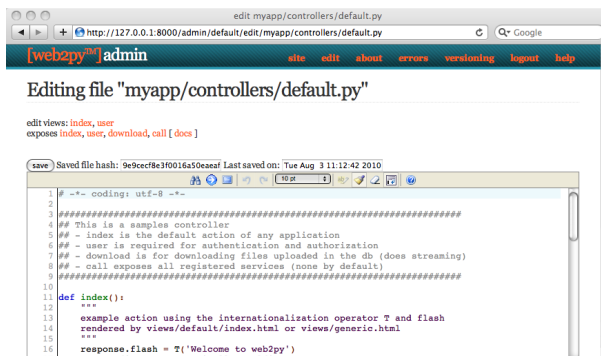 edit myapp/controllers/default.py
http://127.0.0.1:8000/admin/default/edit/myapp/controllers/default.py
Google
[web2py™]admin
site edit about errors versioning logout help
Editing file "myapp/controllers/default.py"
edit views: index, user
exposes index, user, download, call [ docs ]
save Saved file hash: 9e9cecf8e3f0016a50eaeaf Last saved on: Tue Aug 3 11:12:42 2010
10 pt
1 # -*- coding: utf-8 -*-
2
3 #########################################################################
4 ## This is a samples controller
5 ## - index is the default action of any application
6 ## - user is required for authentication and authorization
7 ## - download is for downloading files uploaded in the db (does streaming)
8 ## - call exposes all registered services (none by default)
9 #########################################################################
10
11 def index():
12 """
13 example action using the internationalization operator T and flash
14 rendered by views/default/index.html or views/generic.html
15 """
16 response.flash = T('Welcome to web2py')